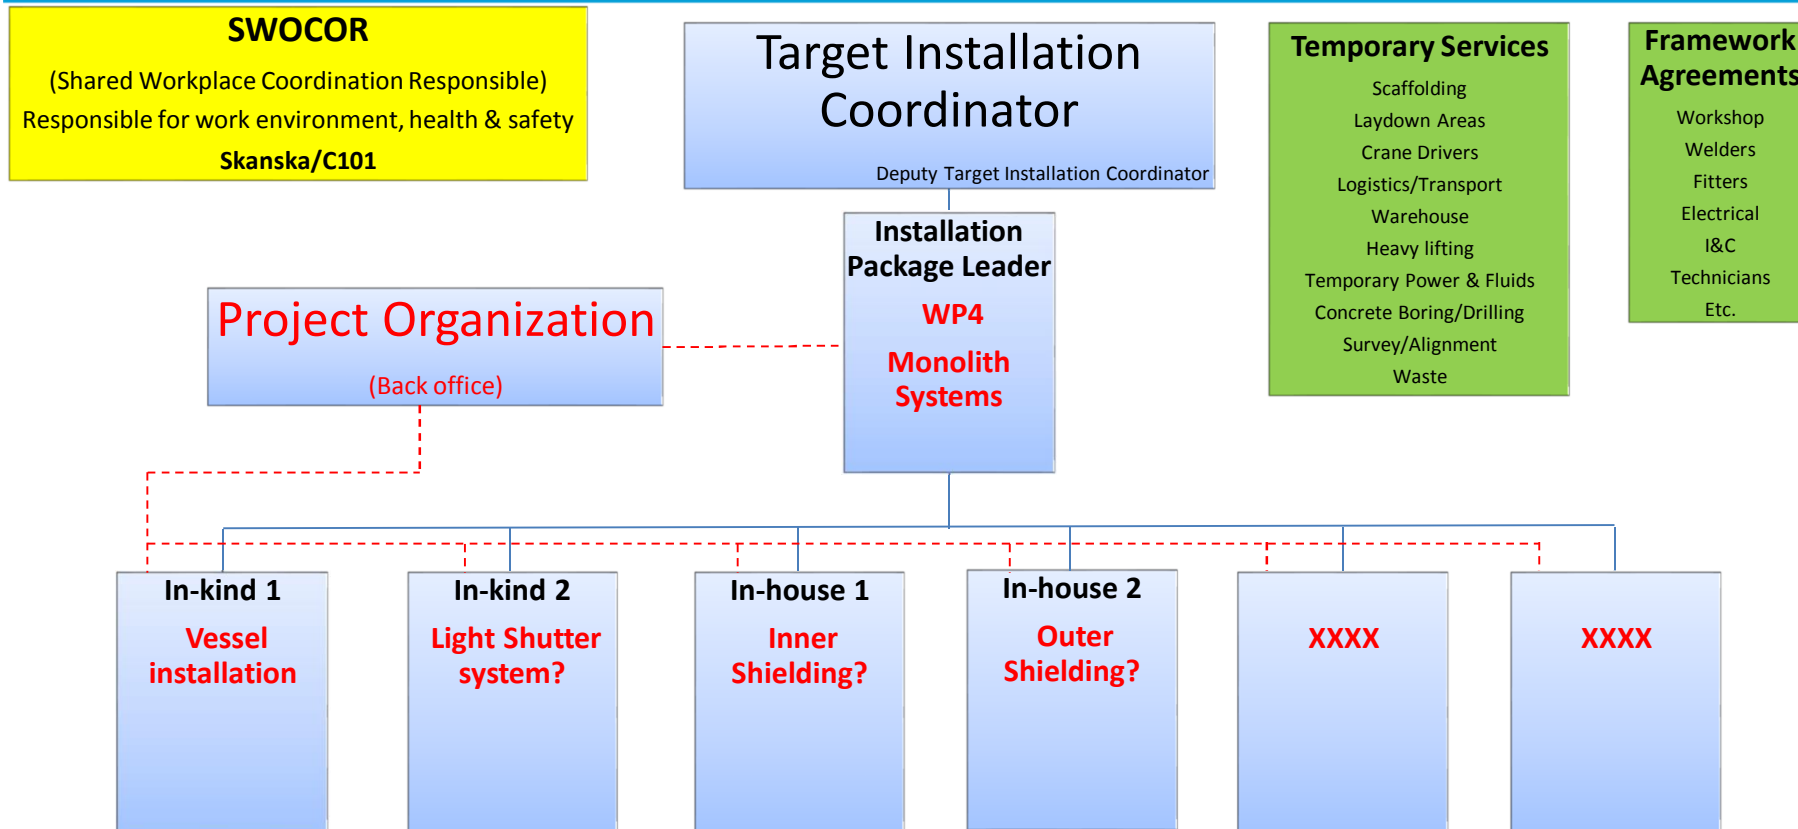 SWOCOR
(Shared Workplace Coordination Responsible)
Responsible for work environment, health & safety
Skanska/C101
Target Installation
Coordinator
Deputy Target Installation Coordinator
Temporary Services
Scaffolding
Laydown Areas
Crane Drivers
Logistics/Transport
Warehouse
Heavy lifting
Temporary Power & Fluids
Concrete Boring/Drilling
Survey/Alignment
Waste
Framework
Agreements
Workshop
Welders
Fitters
Electrical
I&C
Technicians
Etc.
Installation
Package Leader
WP4
Monolith
Systems
Project Organization
(Back office)
In-kind 1
Vessel
installation
In-kind 2
Light Shutter
system?
In-house 1
Inner
Shielding?
In-house 2
Outer
Shielding?
XXXX
XXXX